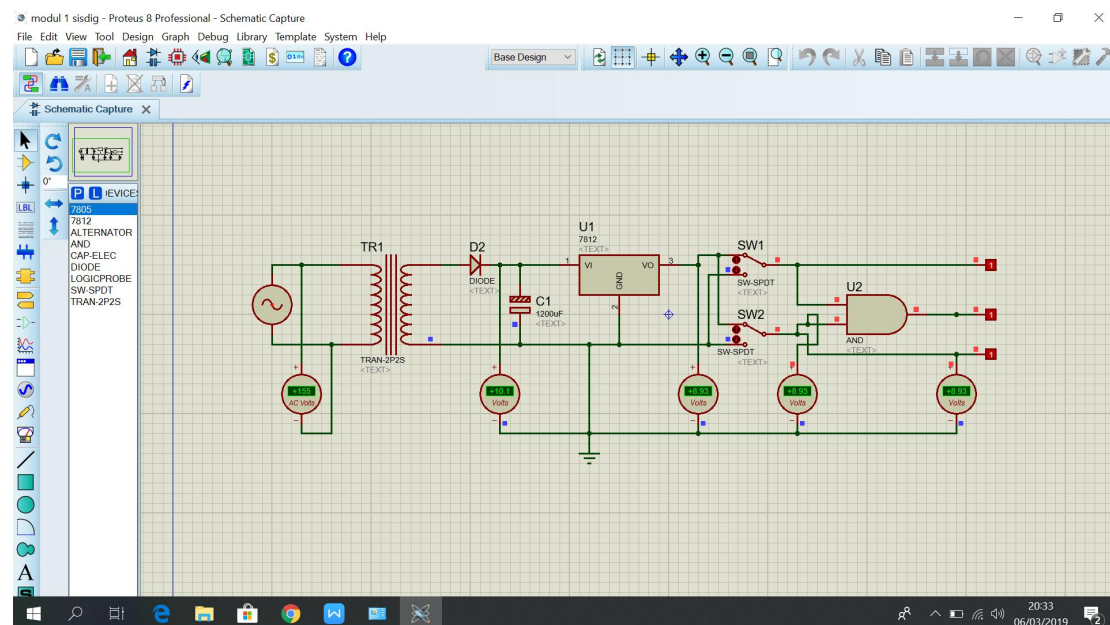 modul 1 sisdig - Proteus 8 Professional - Schematic Capture
File Edit View Tool Design Graph Debug Library Template System Help
Base Design
Schematic Capture
0°
P L DEVICES
7805
7812
ALTERNATOR
AND
CAP-ELEC
DIODE
LOGICPROBE
SW-SPDT
TRAN-2P2S
LBL
A
S
TR1
TRAN-2P2S
<TEXT>
D2
DIODE
<TEXT>
C1
1200uF
<TEXT>
U1
7812
<TEXT>
1 VI VO 3
GND
2
SW1
SW-SPDT
<TEXT>
SW2
SW-SPDT
<TEXT>
U2
AND
<TEXT>
1
1
1
+155
AC Volts
+10.1
Volts
+8.93
Volts
+8.93
Volts
+8.93
Volts
20:33
06/03/2019
2